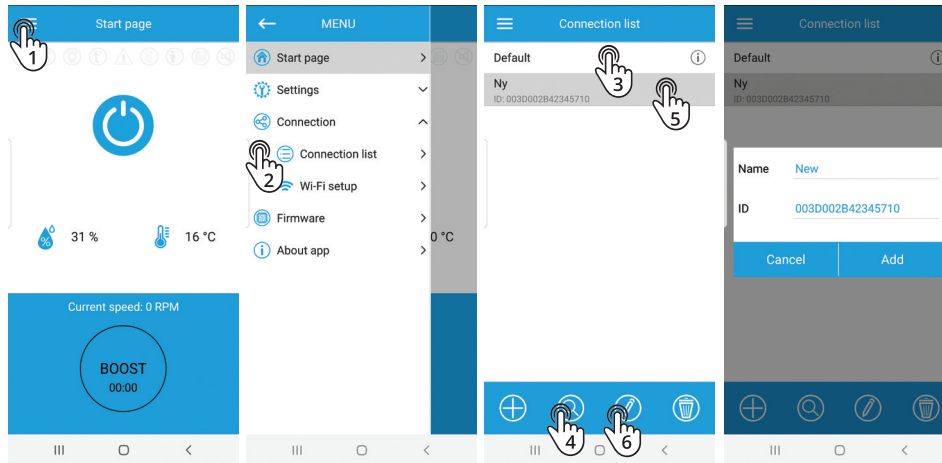 Start page
1
31 %
16 °C
Current speed: 0 RPM
BOOST
00:00
MENU
Start page
Settings
Connection
Connection list
2
Wi-Fi setup
Firmware
About app
0 °C
Connection list
Default
3
Ny
ID: 003D002B42345710
5
4
6
Connection list
Default
Ny
ID: 003D002B42345710
Name New
ID 003D002B42345710
Cancel Add